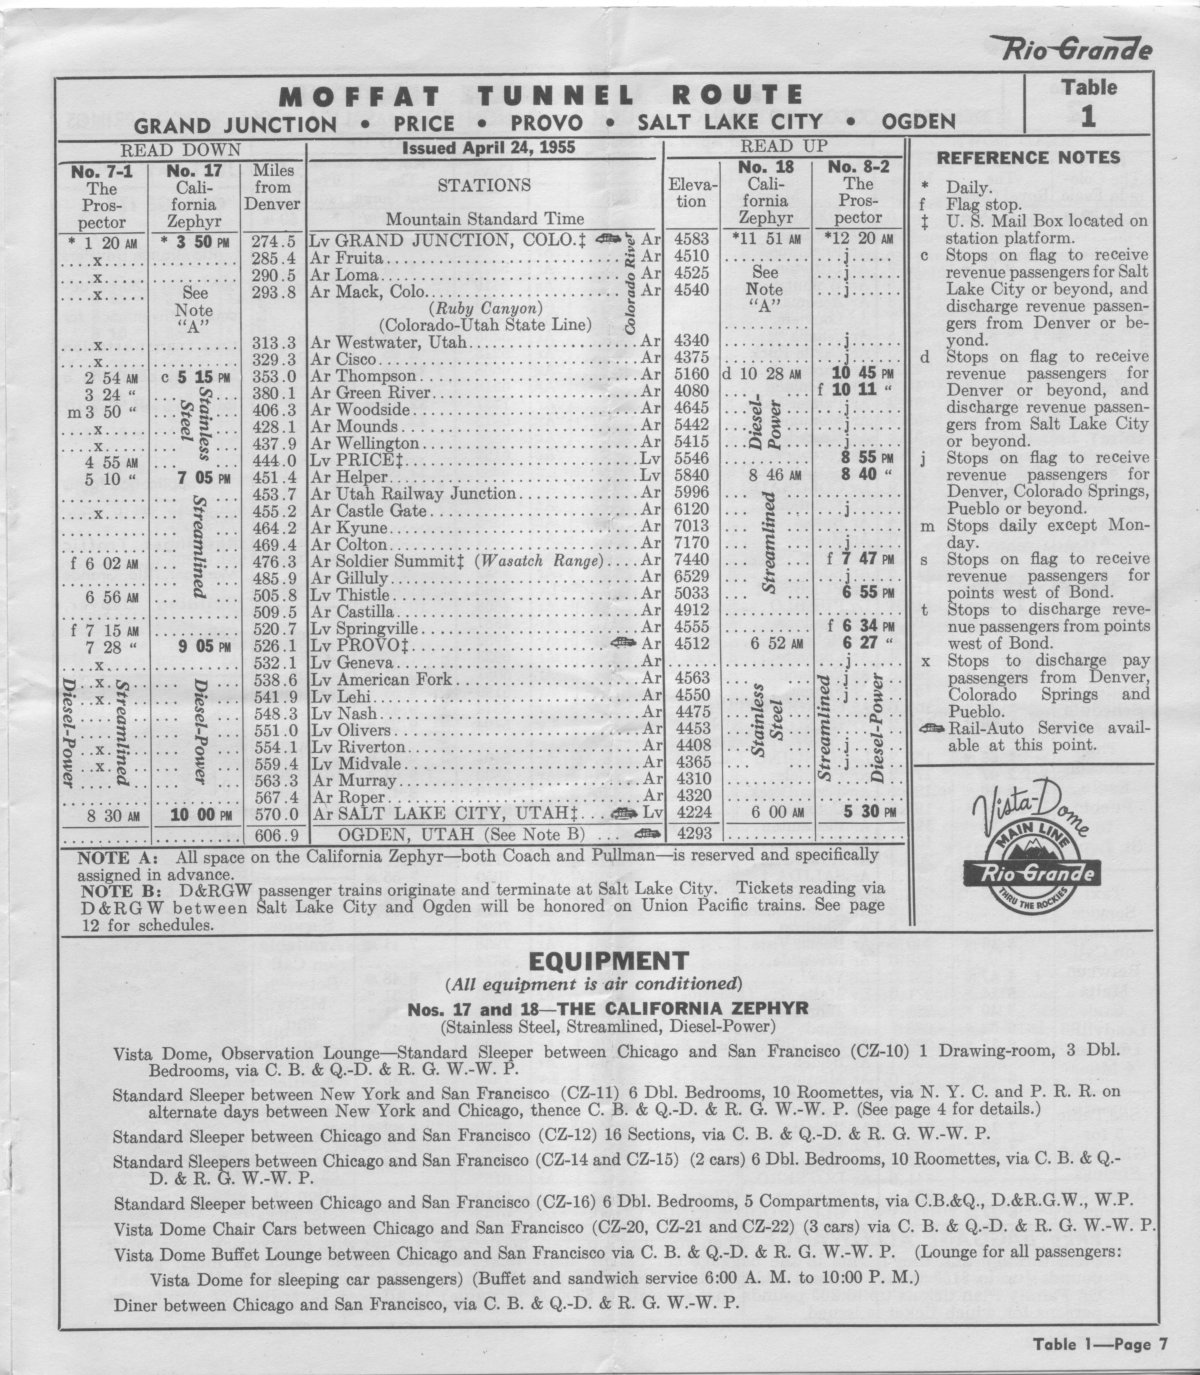 Rio Grande
MOFFAT TUNNEL ROUTE
GRAND JUNCTION • PRICE • PROVO • SALT LAKE CITY • OGDEN
Table
1
READ DOWN Issued April 24, 1955 READ UP
No. 7-1 The Prospector No. 17 California Zephyr Miles from Denver STATIONS Mountain Standard Time Elevation No. 18 California Zephyr No. 8-2 The Prospector
* 1 20 AM * 3 50 PM 274.5 Lv GRAND JUNCTION, COLO.‡ Ar 4583 *11 51 AM *12 20 AM
....x..... 285.4 Ar Fruita Ar 4510 ...j...
....x..... 290.5 Ar Loma Ar 4525 See ...j...
....x..... See 293.8 Ar Mack, Colo. Ar 4540 Note ...j...
Note (Ruby Canyon) "A"
"A" (Colorado-Utah State Line)
Colorado River
....x..... 313.3 Ar Westwater, Utah Ar 4340 ...j...
....x..... 329.3 Ar Cisco Ar 4375 ...j...
2 54 AM c 5 15 PM 353.0 Ar Thompson Ar 5160 d 10 28 AM 10 45 PM
3 24 " 380.1 Ar Green River Ar 4080 f 10 11 "
m 3 50 " 406.3 Ar Woodside Ar 4645 ...j...
....x..... 428.1 Ar Mounds Ar 5442 ...j...
....x..... 437.9 Ar Wellington Ar 5415 ...j...
4 55 AM 444.0 Lv PRICE‡ Lv 5546 8 55 PM
5 10 " 7 05 PM 451.4 Ar Helper Lv 5840 8 46 AM 8 40 "
453.7 Ar Utah Railway Junction Ar 5996
....x..... 455.2 Ar Castle Gate Ar 6120 ...j...
464.2 Ar Kyune Ar 7013
469.4 Ar Colton Ar 7170 ...j...
f 6 02 AM 476.3 Ar Soldier Summit‡ (Wasatch Range) Ar 7440 f 7 47 PM
485.9 Ar Gilluly Ar 6529 ...j...
6 56 AM 505.8 Lv Thistle Ar 5033 6 55 PM
509.5 Ar Castilla Ar 4912
f 7 15 AM 520.7 Lv Springville Ar 4555 f 6 34 PM
7 28 " 9 05 PM 526.1 Lv PROVO‡ Ar 4512 6 52 AM 6 27 "
....x..... 532.1 Lv Geneva Ar ...j...
...x... 538.6 Lv American Fork Ar 4563 ...j...
...x... 541.9 Lv Lehi Ar 4550 ...j...
548.3 Lv Nash Ar 4475
551.0 Lv Olivers Ar 4453
...x... 554.1 Lv Riverton Ar 4408 ...j...
...x... 559.4 Lv Midvale Ar 4365 ...j...
563.3 Ar Murray Ar 4310
567.4 Ar Roper Ar 4320
8 30 AM 10 00 PM 570.0 Ar SALT LAKE CITY, UTAH‡ Lv 4224 6 00 AM 5 30 PM
606.9 OGDEN, UTAH (See Note B) 4293
Stainless Steel
Streamlined
Diesel-Power
Diesel-Power
Streamlined
Diesel-Power
Streamlined
Stainless Steel
Streamlined
Diesel-Power
NOTE A: All space on the California Zephyr—both Coach and Pullman—is reserved and specifically
assigned in advance.
NOTE B: D&RGW passenger trains originate and terminate at Salt Lake City. Tickets reading via
D&RGW between Salt Lake City and Ogden will be honored on Union Pacific trains. See page
12 for schedules.
REFERENCE NOTES
* Daily.
f Flag stop.
‡ U. S. Mail Box located on
station platform.
c Stops on flag to receive
revenue passengers for Salt
Lake City or beyond, and
discharge revenue passen-
gers from Denver or be-
yond.
d Stops on flag to receive
revenue passengers for
Denver or beyond, and
discharge revenue passen-
gers from Salt Lake City
or beyond.
j Stops on flag to receive
revenue passengers for
Denver, Colorado Springs,
Pueblo or beyond.
m Stops daily except Mon-
day.
s Stops on flag to receive
revenue passengers for
points west of Bond.
t Stops to discharge reve-
nue passengers from points
west of Bond.
x Stops to discharge pay
passengers from Denver,
Colorado Springs and
Pueblo.
Rail-Auto Service avail-
able at this point.
Vista-Dome
MAIN LINE
Rio Grande
THRU THE ROCKIES
EQUIPMENT
(All equipment is air conditioned)
Nos. 17 and 18—THE CALIFORNIA ZEPHYR
(Stainless Steel, Streamlined, Diesel-Power)
Vista Dome, Observation Lounge—Standard Sleeper between Chicago and San Francisco (CZ-10) 1 Drawing-room, 3 Dbl.
Bedrooms, via C. B. & Q.-D. & R. G. W.-W. P.
Standard Sleeper between New York and San Francisco (CZ-11) 6 Dbl. Bedrooms, 10 Roomettes, via N. Y. C. and P. R. R. on
alternate days between New York and Chicago, thence C. B. & Q.-D. & R. G. W.-W. P. (See page 4 for details.)
Standard Sleeper between Chicago and San Francisco (CZ-12) 16 Sections, via C. B. & Q.-D. & R. G. W.-W. P.
Standard Sleepers between Chicago and San Francisco (CZ-14 and CZ-15) (2 cars) 6 Dbl. Bedrooms, 10 Roomettes, via C. B. & Q.-
D. & R. G. W.-W. P.
Standard Sleeper between Chicago and San Francisco (CZ-16) 6 Dbl. Bedrooms, 5 Compartments, via C.B.&Q., D.&R.G.W., W.P.
Vista Dome Chair Cars between Chicago and San Francisco (CZ-20, CZ-21 and CZ-22) (3 cars) via C. B. & Q.-D. & R. G. W.-W. P.
Vista Dome Buffet Lounge between Chicago and San Francisco via C. B. & Q.-D. & R. G. W.-W. P. (Lounge for all passengers:
Vista Dome for sleeping car passengers) (Buffet and sandwich service 6:00 A. M. to 10:00 P. M.)
Diner between Chicago and San Francisco, via C. B. & Q.-D. & R. G. W.-W. P.
Table 1—Page 7